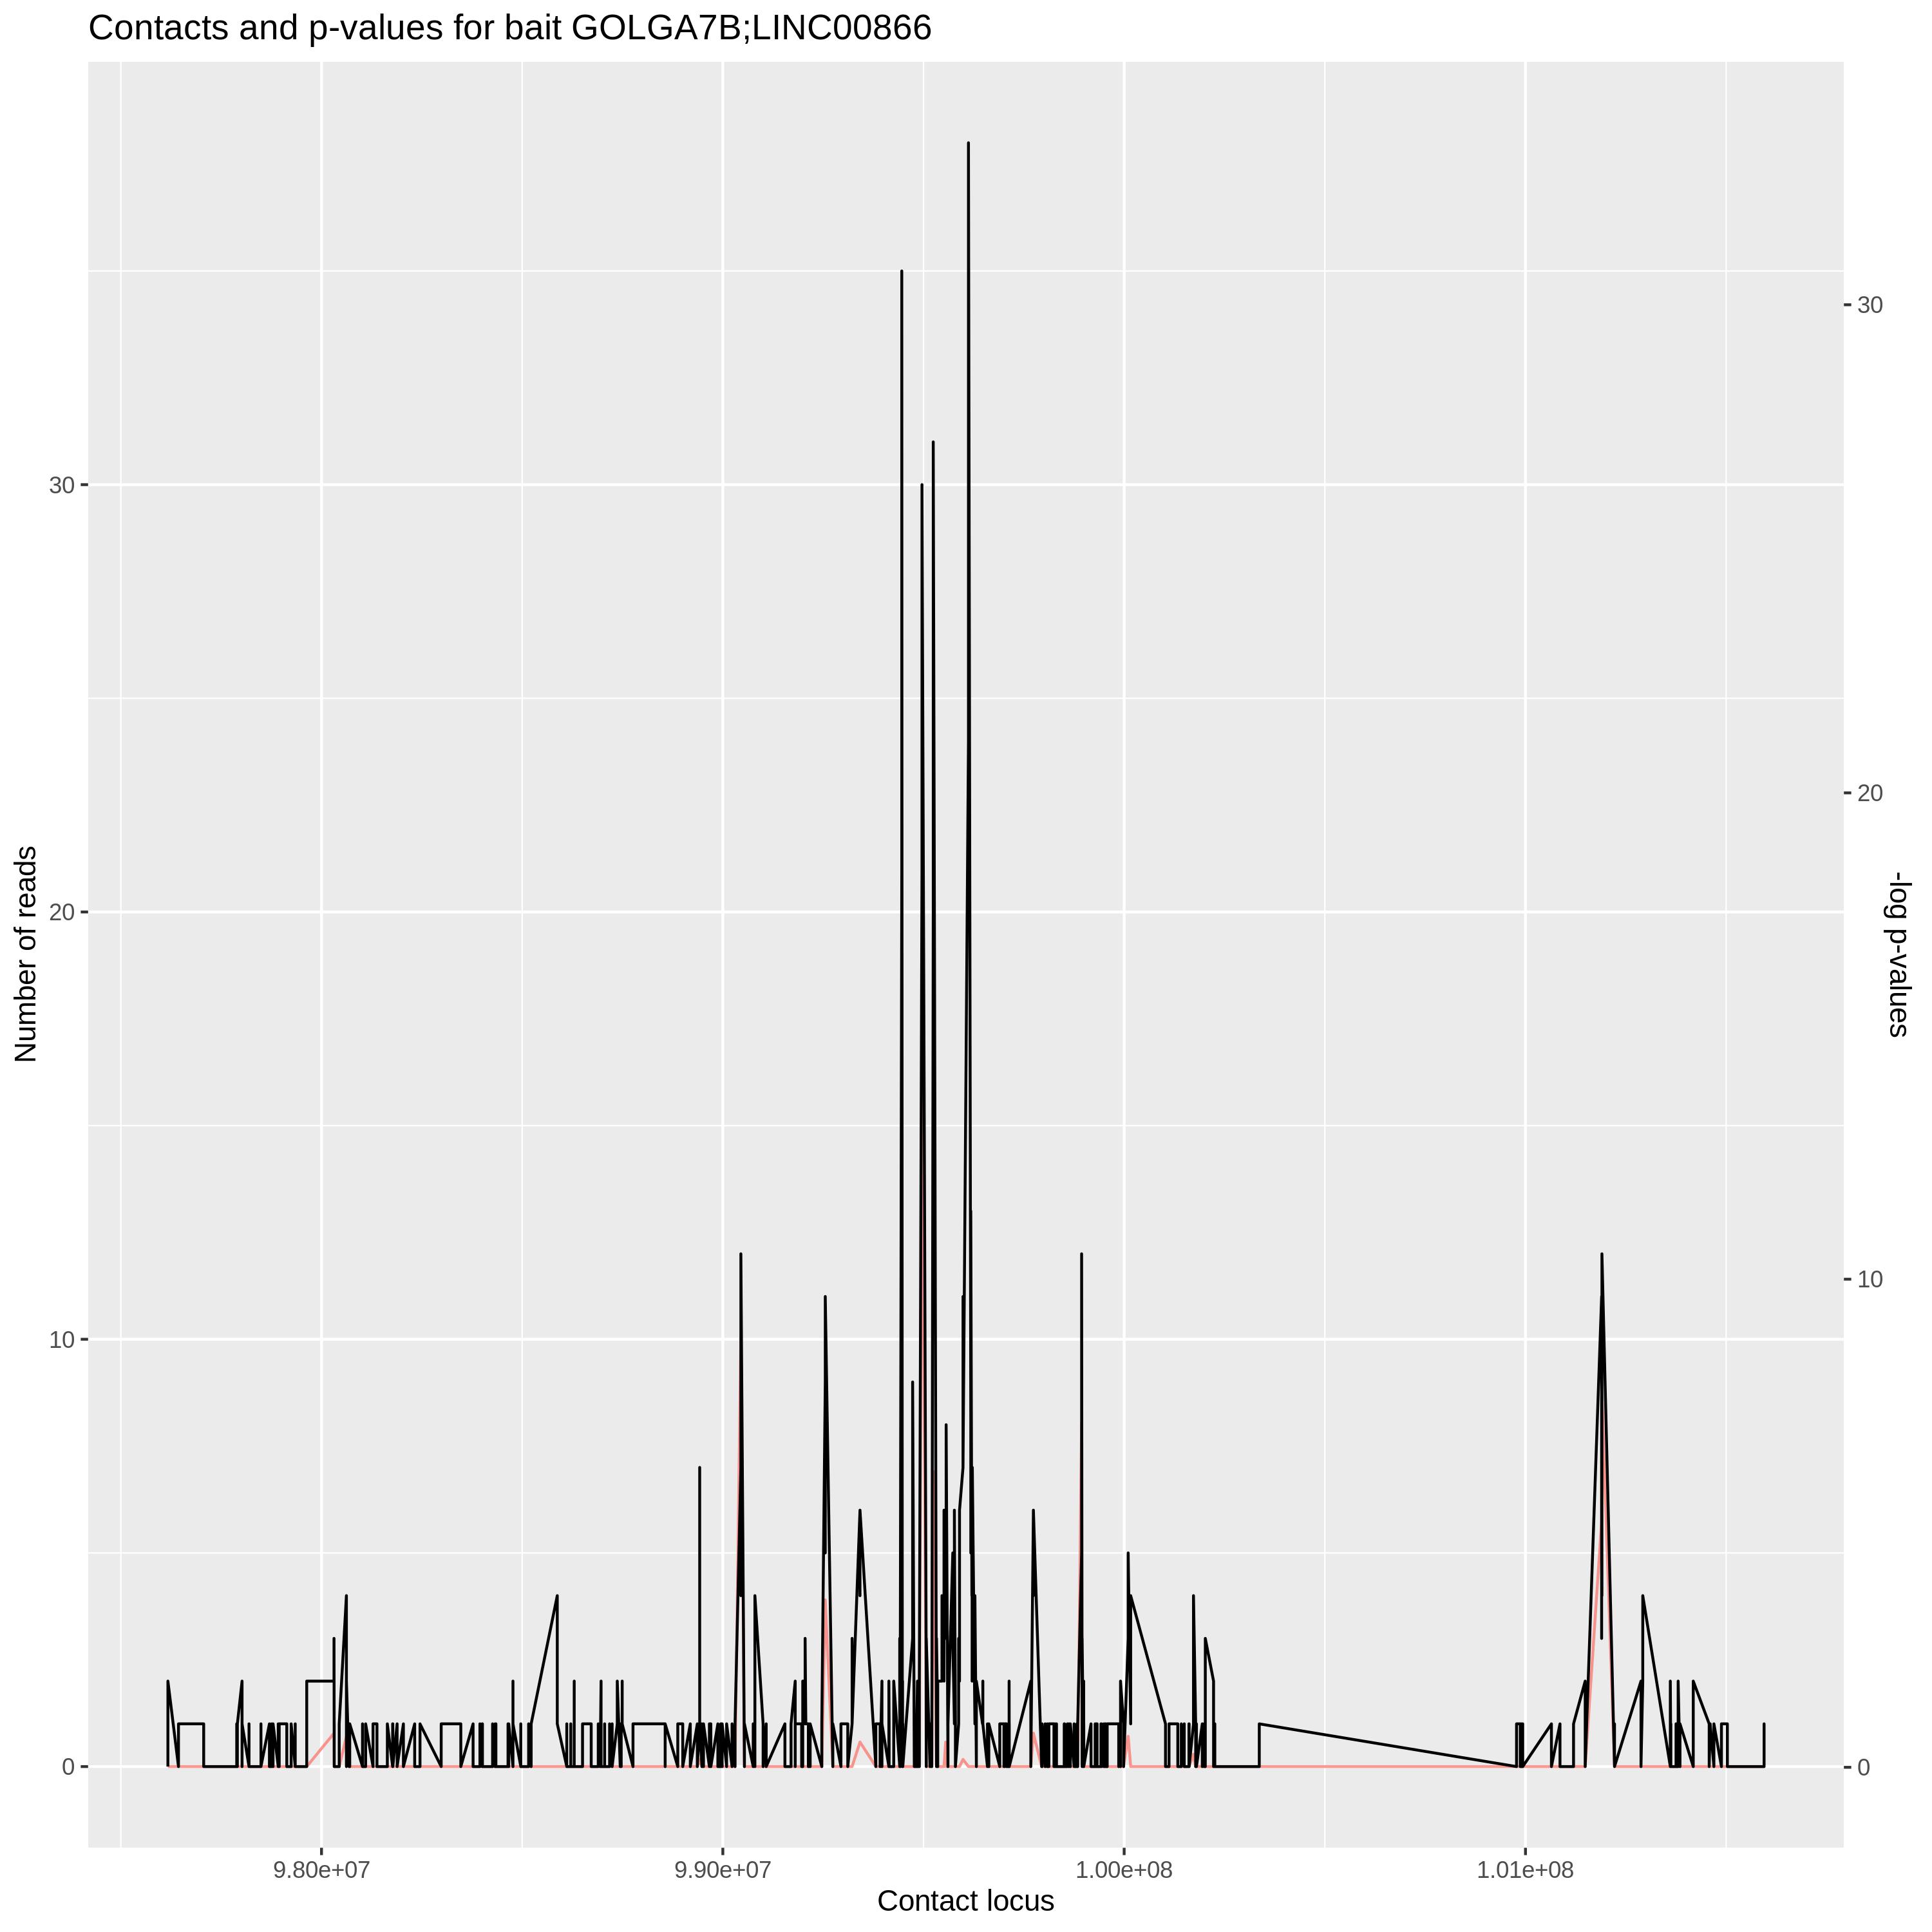 Contacts and p-values for bait GOLGA7B;LINC00866
Number of reads
30
20
10
0
30
20
10
0
-log p-values
9.80e+07
9.90e+07
1.00e+08
1.01e+08
Contact locus